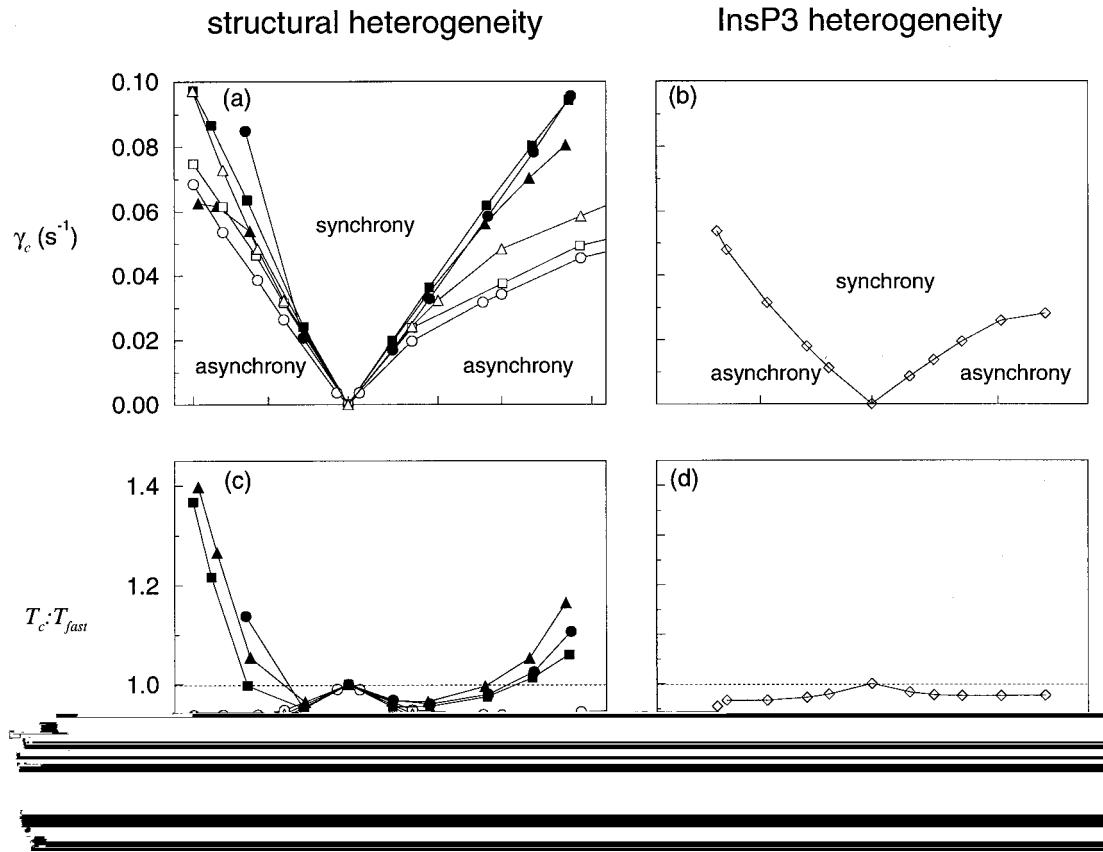 structural heterogeneity InsP3 heterogeneity
(a) (b)
0.10
0.08
0.06
0.04
0.02
0.00
γc (s-1)
synchrony
asynchrony asynchrony
synchrony
asynchrony asynchrony
(c) (d)
1.4
1.2
1.0
Tc:Tfast